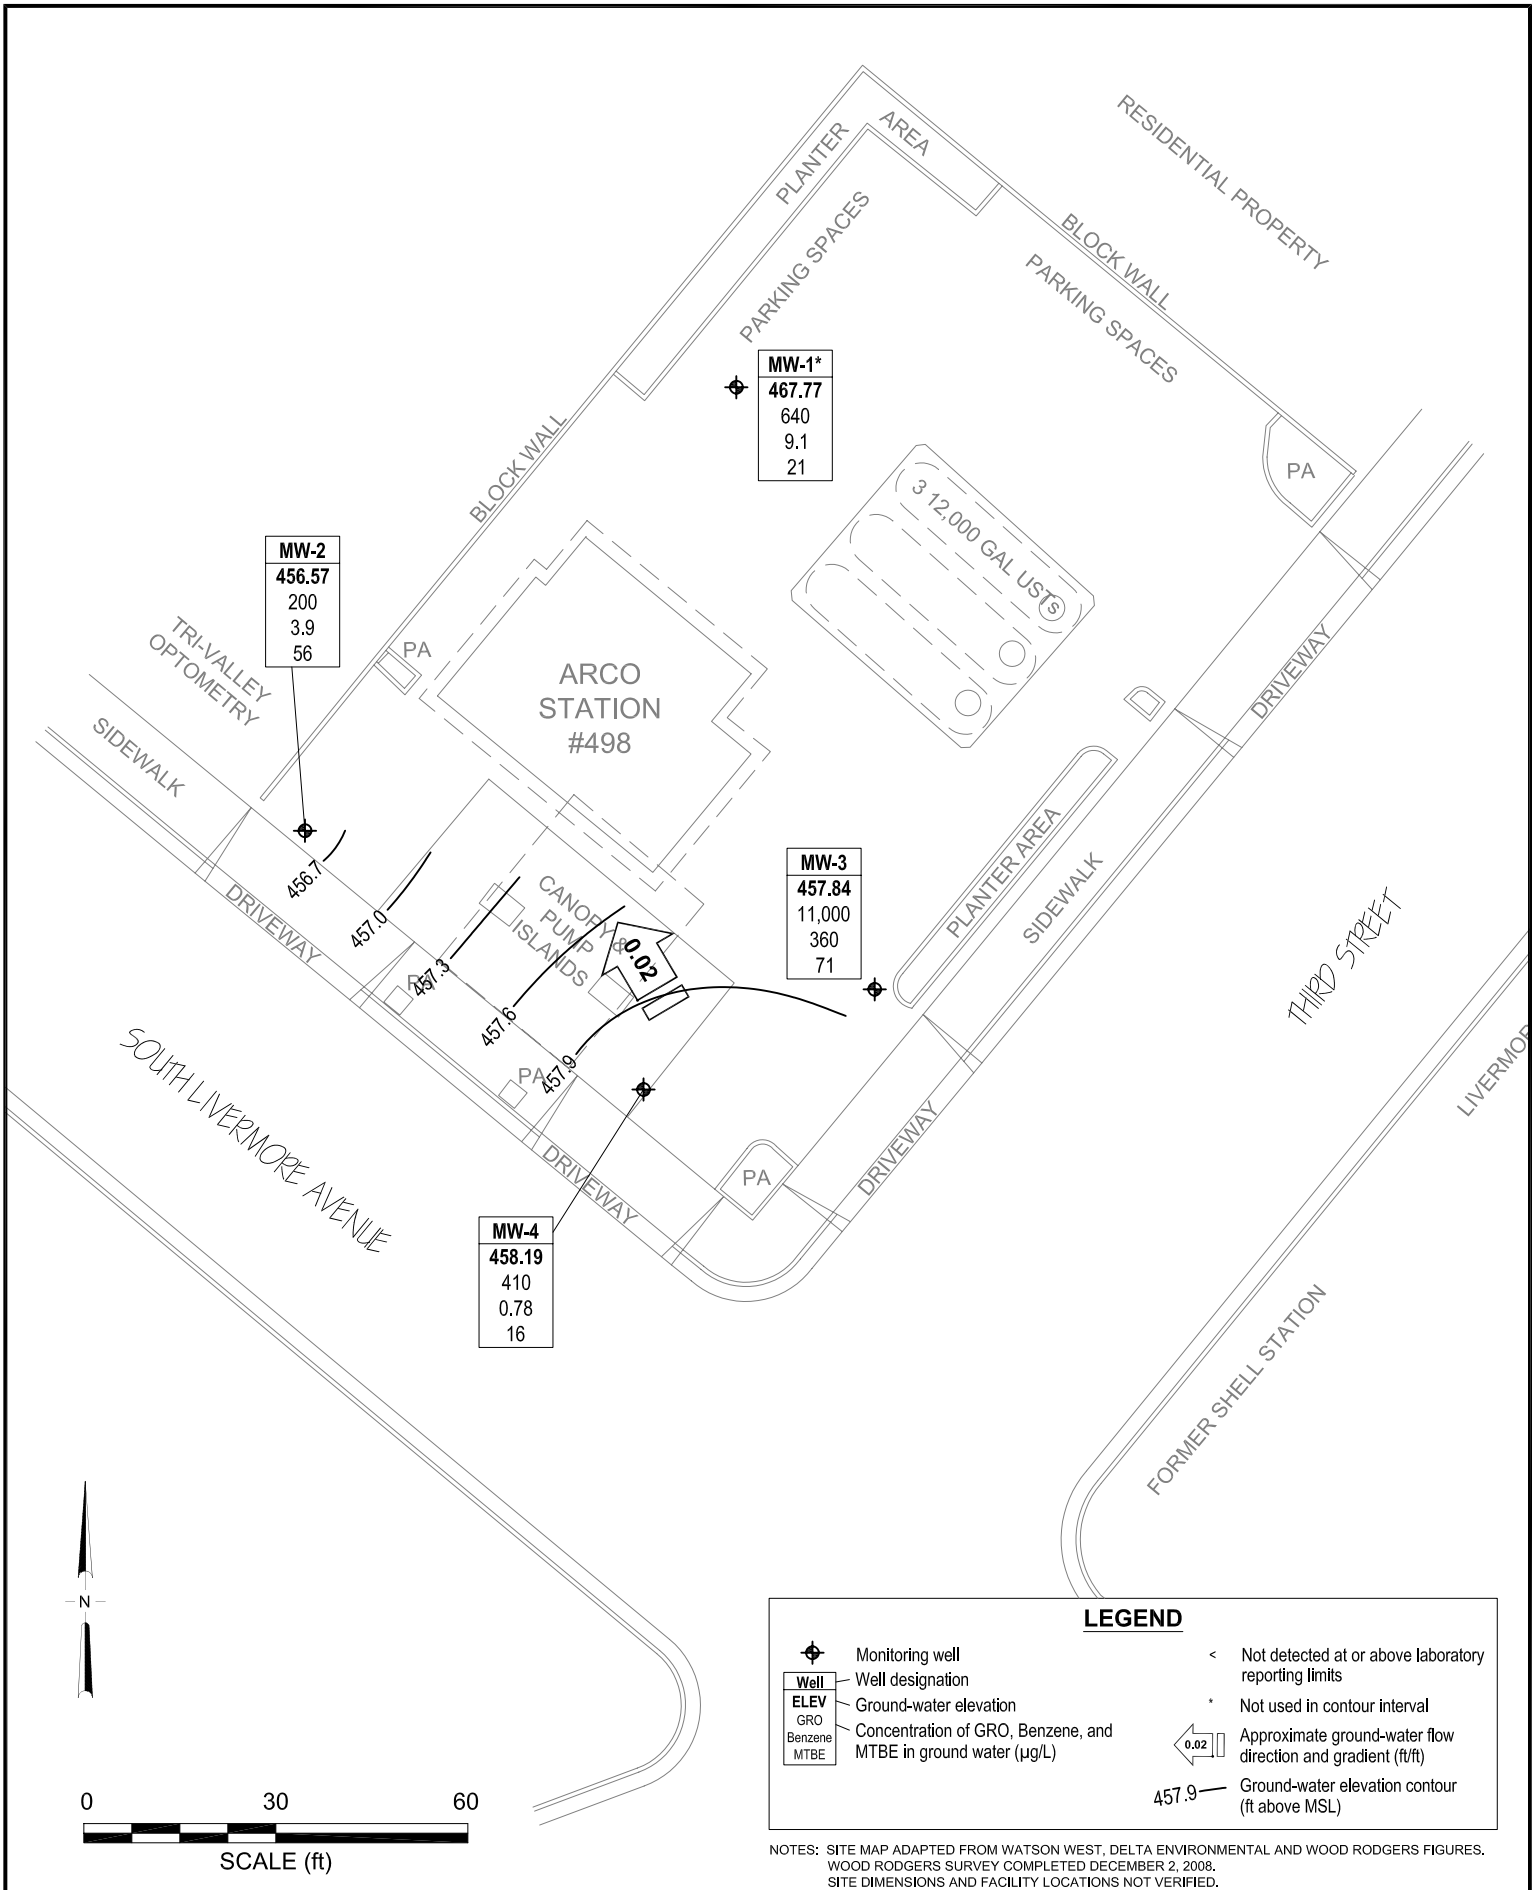 RESIDENTIAL PROPERTY
PLANTER
AREA
PARKING SPACES
BLOCK WALL
PARKING SPACES
MW-1*
467.77
640
9.1
21
BLOCK WALL
PA
3 12,000 GAL USTs
MW-2
456.57
200
3.9
56
TRI-VALLEY
OPTOMETRY
PA
ARCO
STATION
#498
SIDEWALK
DRIVEWAY
PLANTER AREA
SIDEWALK
MW-3
457.84
11,000
360
71
THIRD STREET
456.7
457.0
457.3
457.6
457.9
CANOPY &
PUMP
ISLANDS
0.02
DRIVEWAY
PA
PA
SOUTH LIVERMORE AVENUE
DRIVEWAY
DRIVEWAY
PA
MW-4
458.19
410
0.78
16
FORMER SHELL STATION
N
0 30 60
SCALE (ft)
LEGEND
Monitoring well
Well
ELEV
GRO
Benzene
MTBE
Well designation
Ground-water elevation
Concentration of GRO, Benzene, and
MTBE in ground water (µg/L)
< Not detected at or above laboratory
reporting limits
* Not used in contour interval
0.02 Approximate ground-water flow
direction and gradient (ft/ft)
457.9 Ground-water elevation contour
(ft above MSL)
NOTES: SITE MAP ADAPTED FROM WATSON WEST, DELTA ENVIRONMENTAL AND WOOD RODGERS FIGURES.
WOOD RODGERS SURVEY COMPLETED DECEMBER 2, 2008.
SITE DIMENSIONS AND FACILITY LOCATIONS NOT VERIFIED.